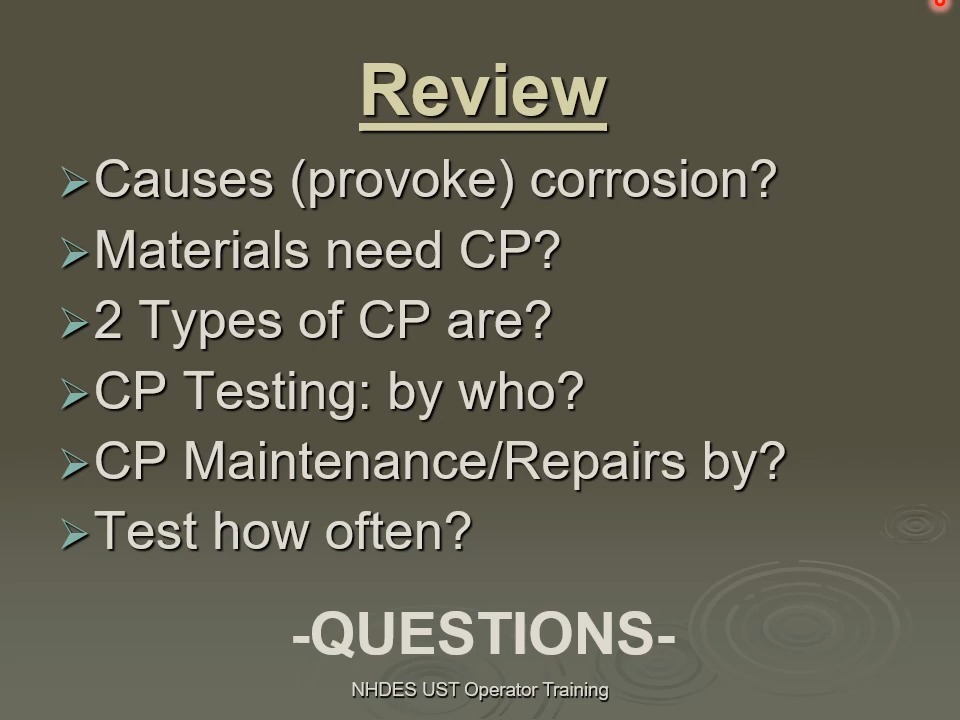 Review
Causes (provoke) corrosion?
Materials need CP?
2 Types of CP are?
CP Testing: by who?
CP Maintenance/Repairs by?
Test how often?
-QUESTIONS-
NHDES UST Operator Training